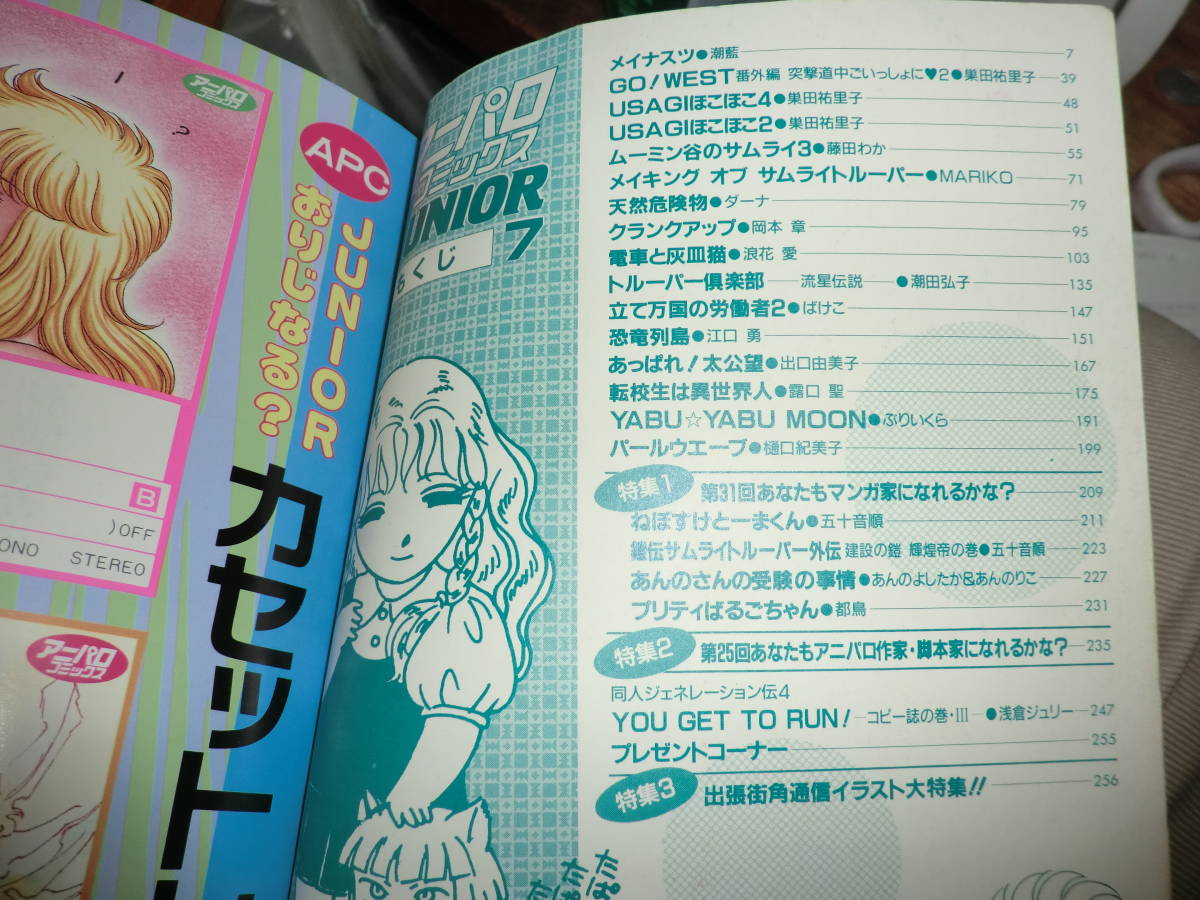 アニパロ
コミックス
APC
JUNIOR
おりじなる?
カセット
B
)OFF
ONO STEREO
アニパロ
コミックス
アニパロ
コミックス
JUNIOR
7
もくじ
メイナスツ●潮藍 7
GO!WEST番外編 突撃道中ごいっしょに♥2●巣田祐里子 39
USAGIほこほこ4●巣田祐里子 48
USAGIほこほこ2●巣田祐里子 51
ムーミン谷のサムライ3●藤田わか 55
メイキング オブ サムライトルーパー●MARIKO 71
天然危険物●ダーナ 79
クランクアップ●岡本 章 95
電車と灰皿猫●浪花 愛 103
トルーパー倶楽部——流星伝説——●潮田弘子 135
立て万国の労働者2●ばけこ 147
恐竜列島●江口 勇 151
あっぱれ!太公望●出口由美子 167
転校生は異世界人●露口 聖 175
YABU☆YABU MOON●ぷりいくら 191
パールウエーブ●樋口紀美子 199
特集1 第31回あなたもマンガ家になれるかな? 209
ねぼすけとーまくん●五十音順 211
鎧伝サムライトルーパー外伝 建設の鎧 輝煌帝の巻●五十音順 223
あんのさんの受験の事情●あんのよしたか&あんのりこ 227
プリティばるごちゃん●都鳥 231
特集2 第25回あなたもアニパロ作家・脚本家になれるかな? 235
同人ジェネレーション伝4
YOU GET TO RUN!—コピー誌の巻・III—●浅倉ジュリー 247
プレゼントコーナー 255
特集3 出張街角通信イラスト大特集!! 256